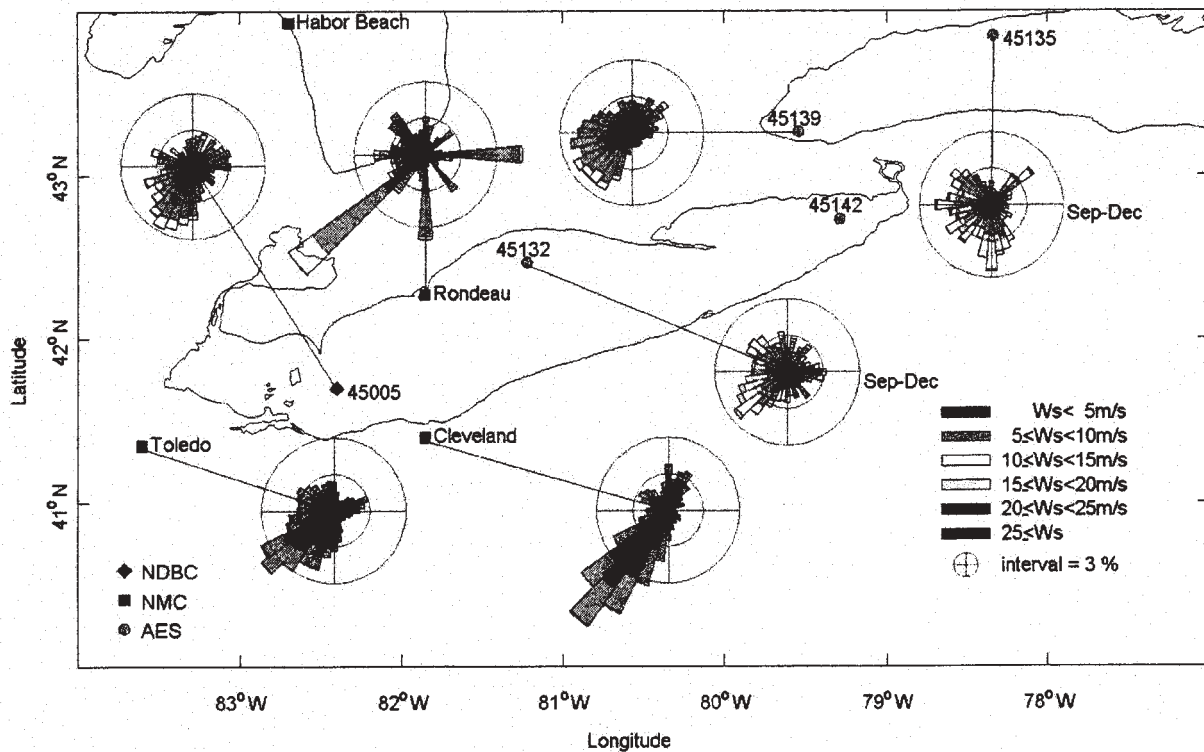 Habor Beach
45135
45139
43° N
45142
Sep-Dec
45132
Rondeau
42° N
Latitude
45005
Sep-Dec
Toledo
Cleveland
Ws< 5m/s
5≤Ws<10m/s
10≤Ws<15m/s
15≤Ws<20m/s
20≤Ws<25m/s
25≤Ws
interval = 3 %
41° N
NDBC
NMC
AES
83°W 82°W 81°W 80°W 79°W 78°W
Longitude